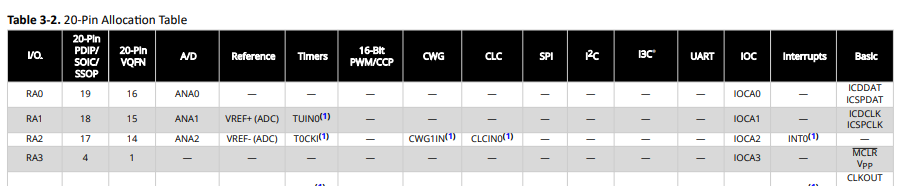 Table 3-2. 20-Pin Allocation Table
I/O. 20-Pin PDIP/ SOIC/ SSOP 20-Pin VQFN A/D Reference Timers 16-Bit PWM/CCP CWG CLC SPI I²C I3C® UART IOC Interrupts Basic
RA0 19 16 ANA0 — — — — — — — — — — IOCA0 — ICDDAT ICSPDAT
RA1 18 15 ANA1 VREF+ (ADC) TUIN0(1) — — — — — — — IOCA1 — ICDCLK ICSPCLK
RA2 17 14 ANA2 VREF- (ADC) T0CKI(1) — CWG1IN(1) CLCIN0(1) — — — — IOCA2 INT0(1) —
RA3 4 1 — — — — — — — — — — IOCA3 — MCLR VPP
(1) (1) CLKOUT